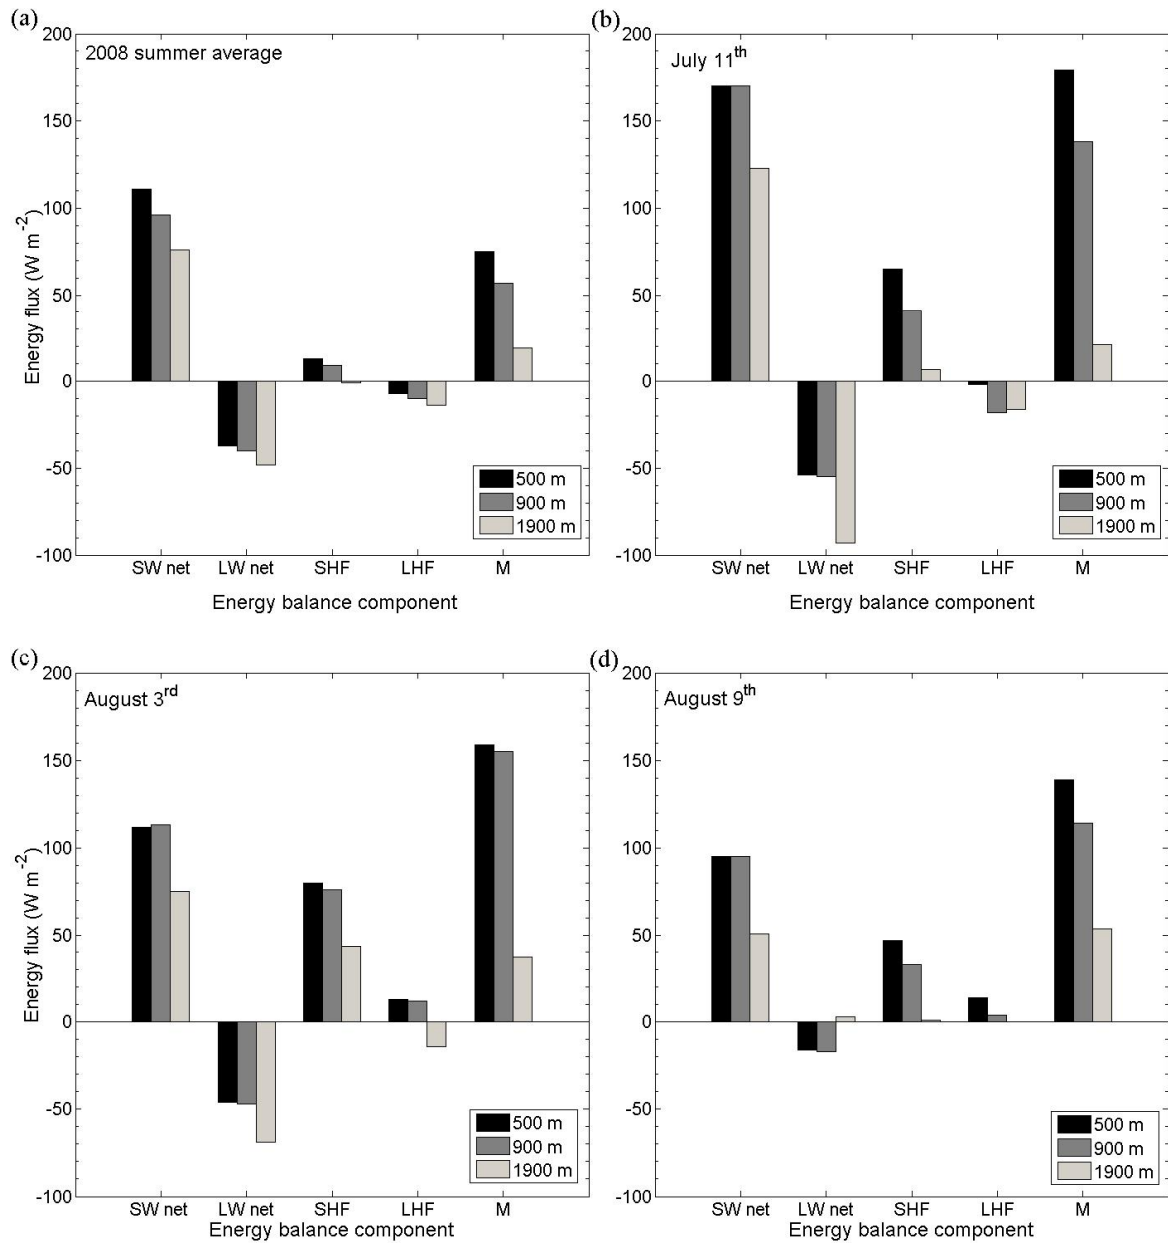 (a)
2008 summer average
200
150
100
50
0
-50
-100
Energy flux (W m-2)
500 m
900 m
1900 m
SW net LW net SHF LHF M
Energy balance component
(b)
July 11th
200
150
100
50
0
-50
-100
500 m
900 m
1900 m
SW net LW net SHF LHF M
Energy balance component
(c)
August 3rd
200
150
100
50
0
-50
-100
Energy flux (W m-2)
500 m
900 m
1900 m
SW net LW net SHF LHF M
Energy balance component
(d)
August 9th
200
150
100
50
0
-50
-100
500 m
900 m
1900 m
SW net LW net SHF LHF M
Energy balance component